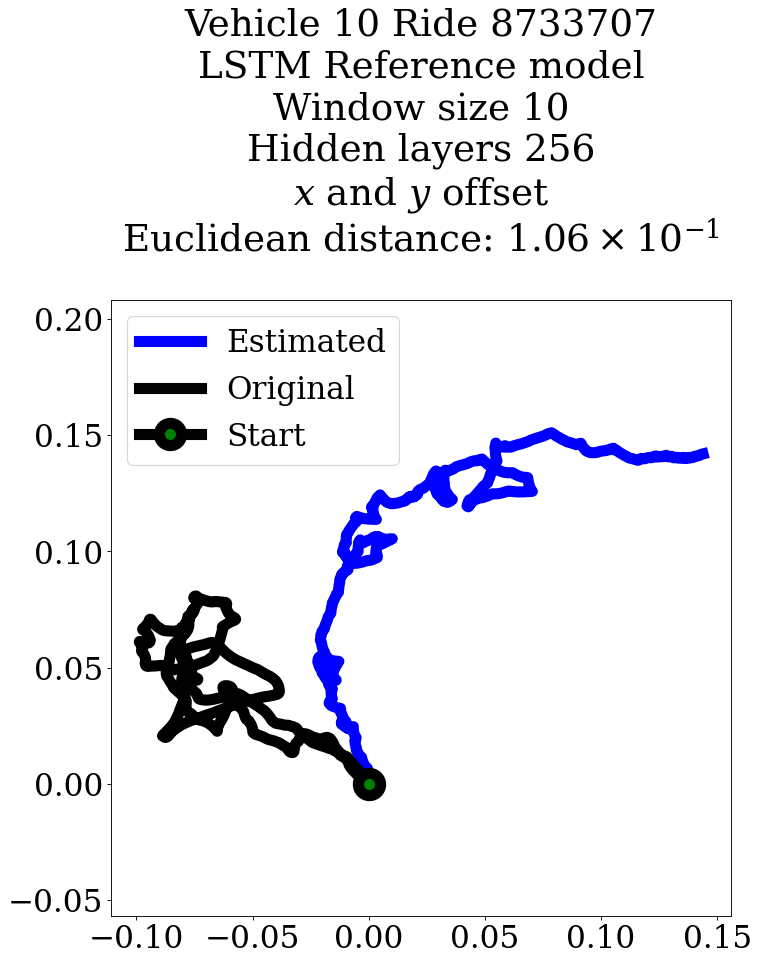 Vehicle 10 Ride 8733707
LSTM Reference model
Window size 10
Hidden layers 256
x and y offset
Euclidean distance: 1.06 × 10⁻¹
Estimated
Original
Start
0.20
0.15
0.10
0.05
0.00
−0.05
−0.10 −0.05 0.00 0.05 0.10 0.15